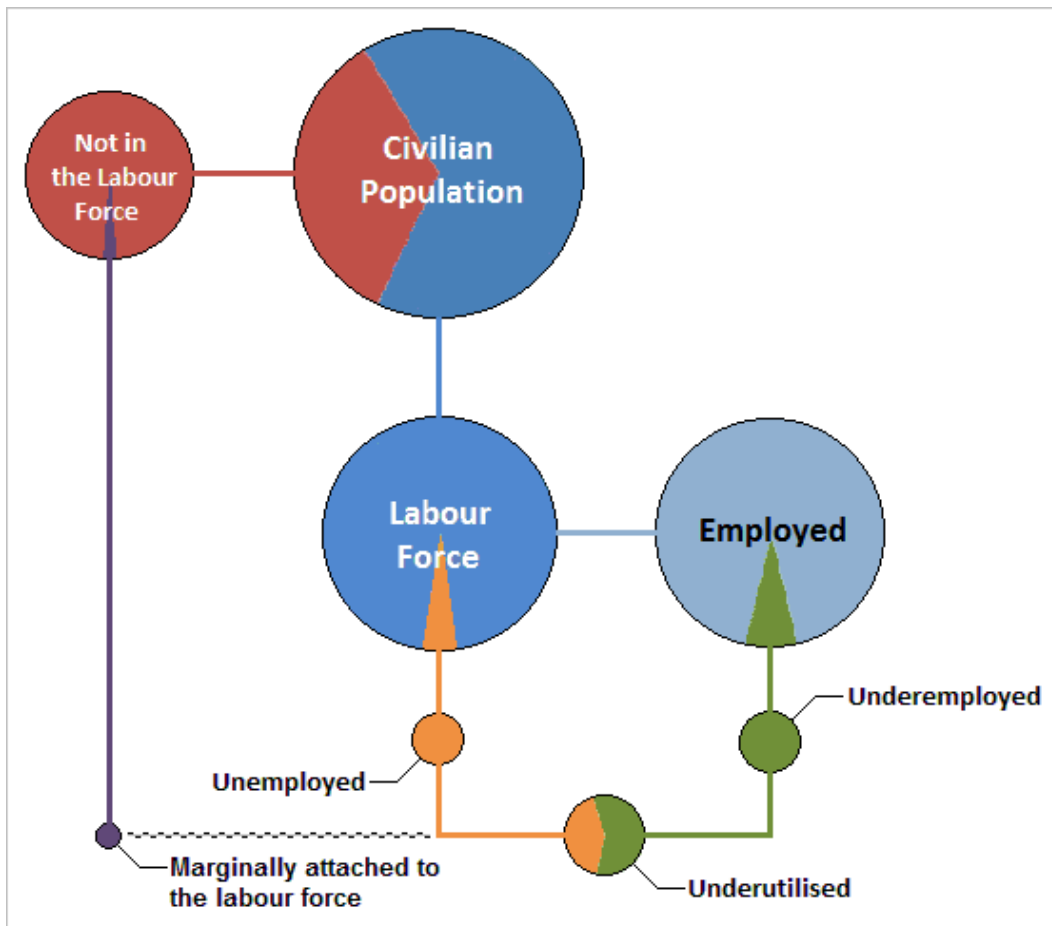 Not in
the Labour
Force
Civilian
Population
Labour
Force
Employed
Underemployed
Unemployed
Marginally attached to
the labour force
Underutilised